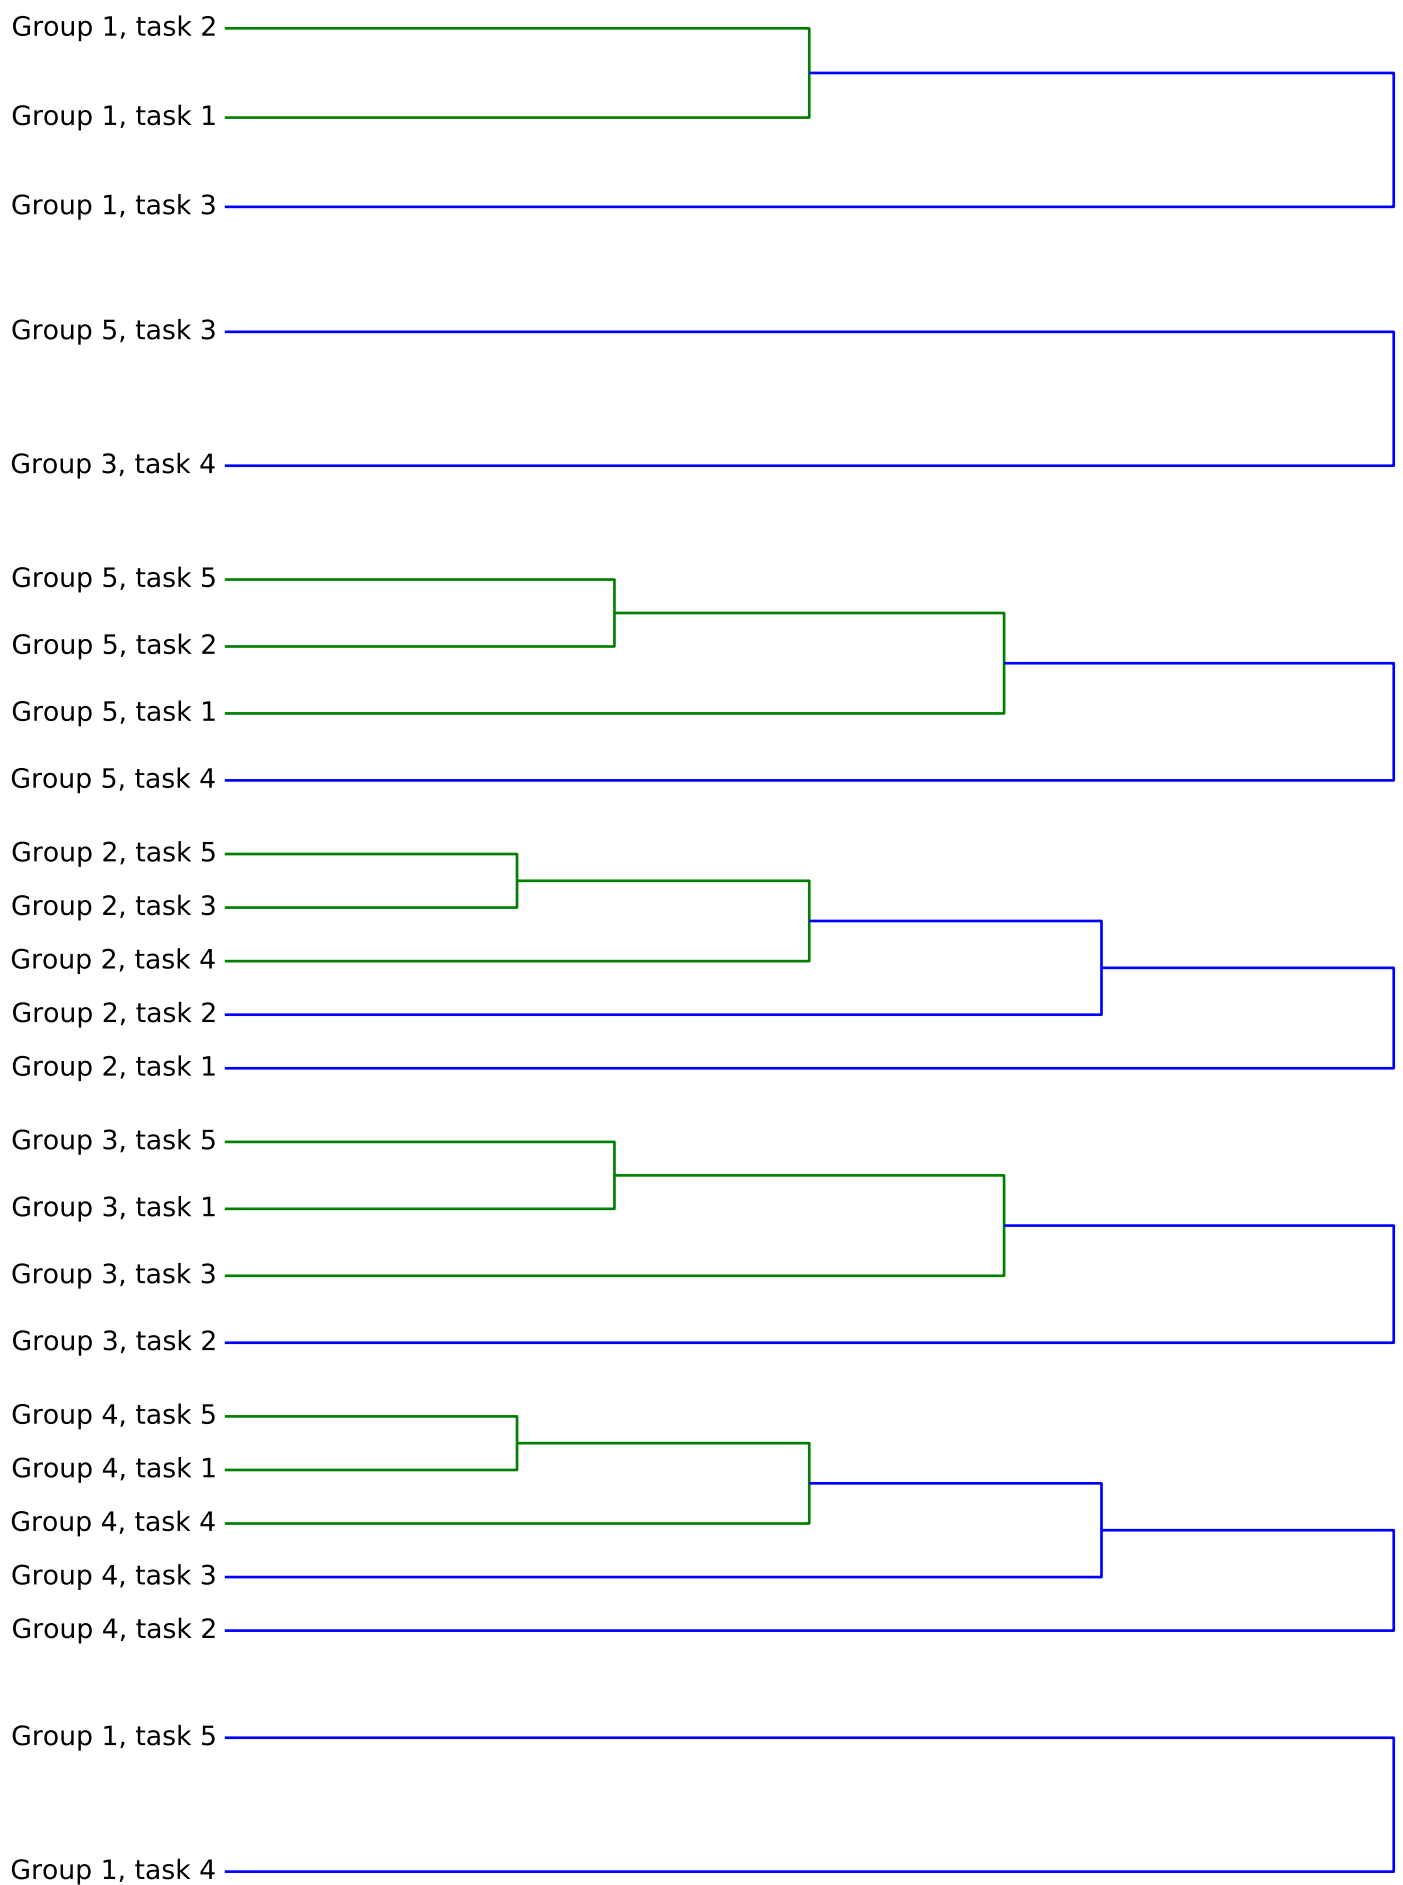 Group 1, task 2
Group 1, task 1
Group 1, task 3
Group 5, task 3
Group 3, task 4
Group 5, task 5
Group 5, task 2
Group 5, task 1
Group 5, task 4
Group 2, task 5
Group 2, task 3
Group 2, task 4
Group 2, task 2
Group 2, task 1
Group 3, task 5
Group 3, task 1
Group 3, task 3
Group 3, task 2
Group 4, task 5
Group 4, task 1
Group 4, task 4
Group 4, task 3
Group 4, task 2
Group 1, task 5
Group 1, task 4